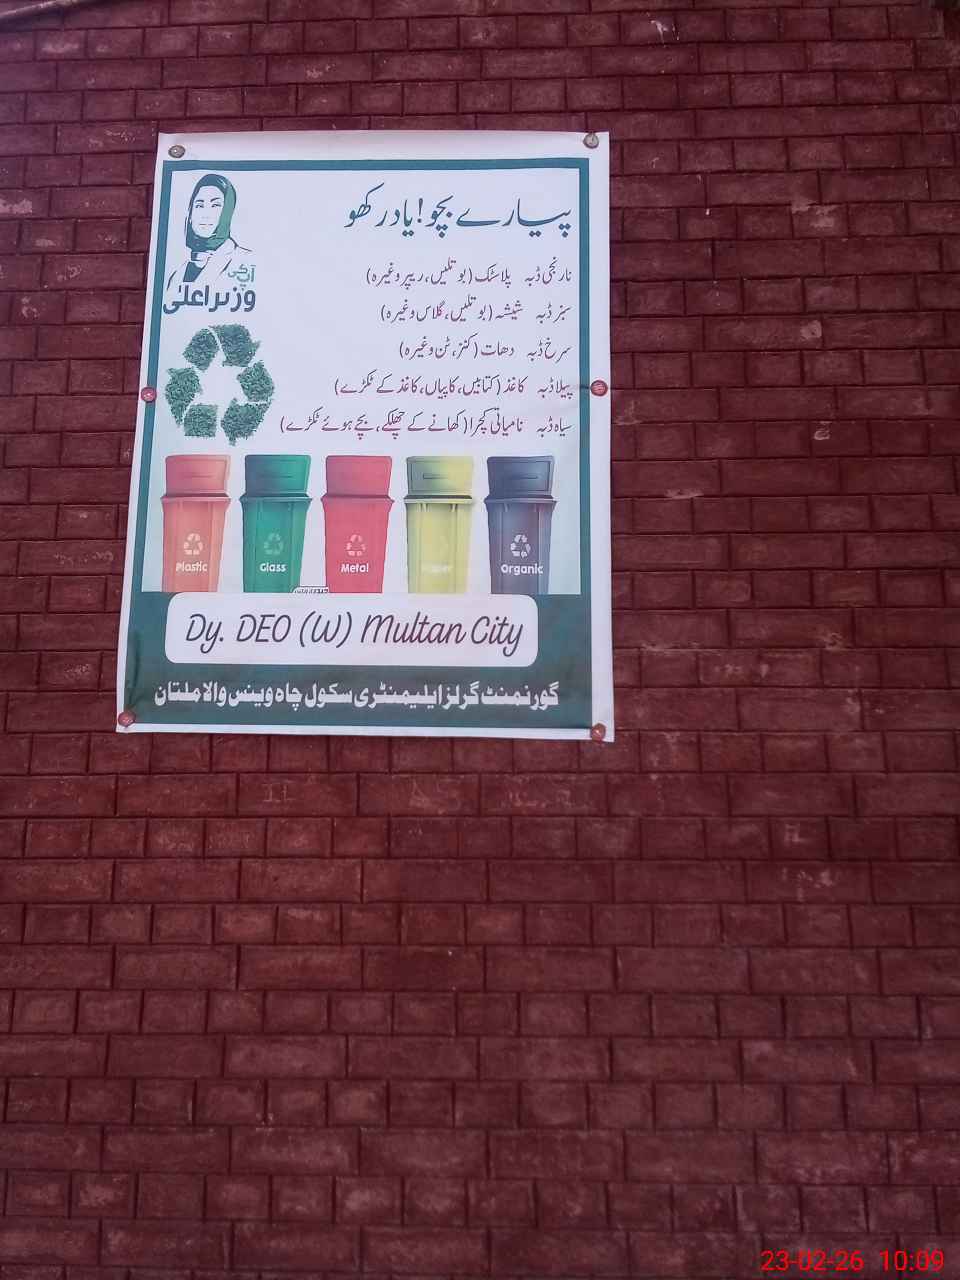 پیارے بچو! یاد رکھو
آپ کی
وزیراعلیٰ
نارنجی ڈبہ پلاسٹک (بوتلیں، ریپر وغیرہ)
سبز ڈبہ شیشہ (بوتلیں، گلاس وغیرہ)
سرخ ڈبہ دھات (کنز، ٹن وغیرہ)
پیلا ڈبہ کاغذ (کتابیں، کاپیاں، کاغذ کے ٹکڑے)
سیاہ ڈبہ نامیاتی کچرا (کھانے کے چھلکے، بچے ہوئے ٹکڑے)
Plastic Glass Metal Paper Organic
Dy. DEO (W) Multan City
گورنمنٹ گرلز ایلیمنٹری سکول چاہ وینس والا ملتان
23-02-26 10:09